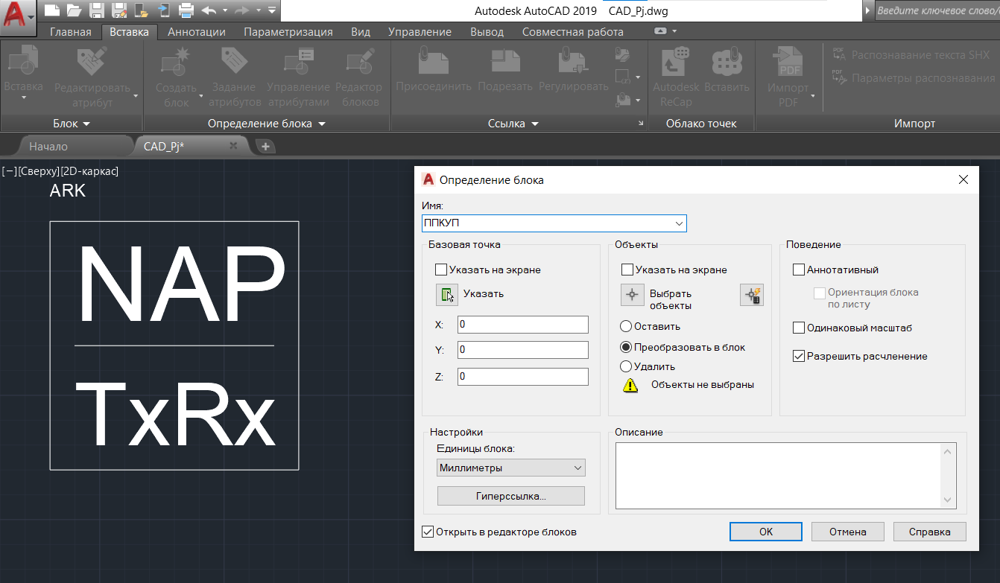 Autodesk AutoCAD 2019 CAD_Pj.dwg
Введите ключевое слово/
Главная Вставка Аннотации Параметризация Вид Управление Вывод Совместная работа
Вставка Редактировать атрибут Создать блок Задание атрибутов Управление атрибутами Редактор блоков Присоединить Подрезать Регулировать Autodesk ReCap Вставить Импорт PDF
Распознавание текста SHX
Параметры распознавания
Блок Определение блока Ссылка Облако точек Импорт
Начало CAD_Pj*
[−][Сверху][2D-каркас]
ARK
NAP
TxRx
Определение блока
Имя:
ППКУП
Базовая точка
Указать на экране
Указать
X: 0
Y: 0
Z: 0
Объекты
Указать на экране
Выбрать
объекты
Оставить
Преобразовать в блок
Удалить
Объекты не выбраны
Поведение
Аннотативный
Ориентация блока
по листу
Одинаковый масштаб
Разрешить расчленение
Настройки
Единицы блока:
Миллиметры
Гиперссылка...
Описание
Открыть в редакторе блоков
OK Отмена Справка